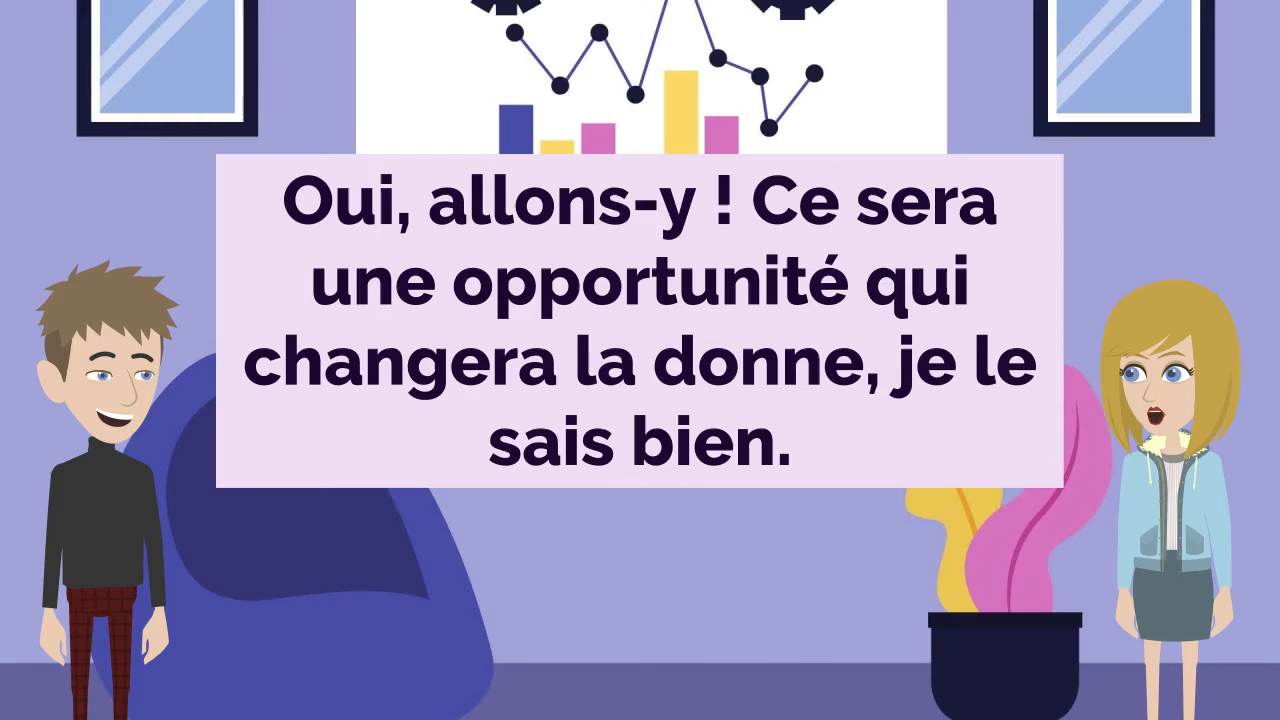 Oui, allons-y ! Ce sera
une opportunité qui
changera la donne, je le
sais bien.